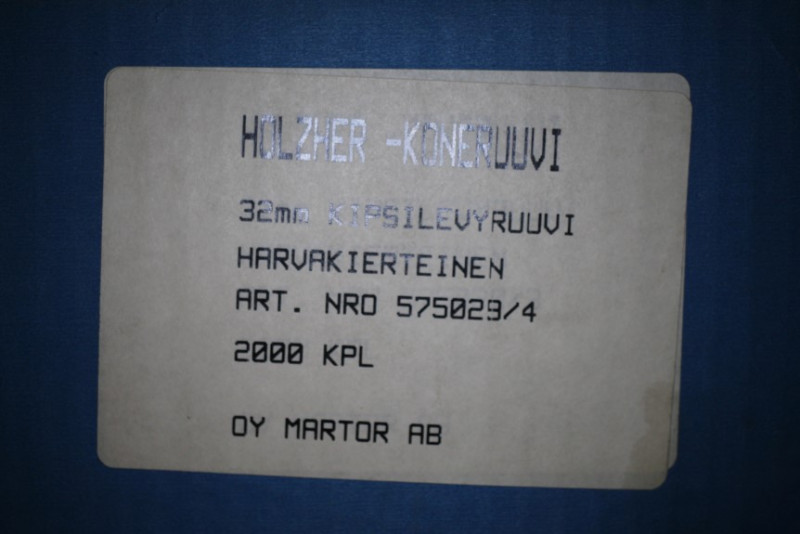 HOLZHER -KONERUUVI
32mm KIPSILEVYRUUVI
HARVAKIERTEINEN
ART. NRO 575029/4
2000 KPL
OY MARTOR AB